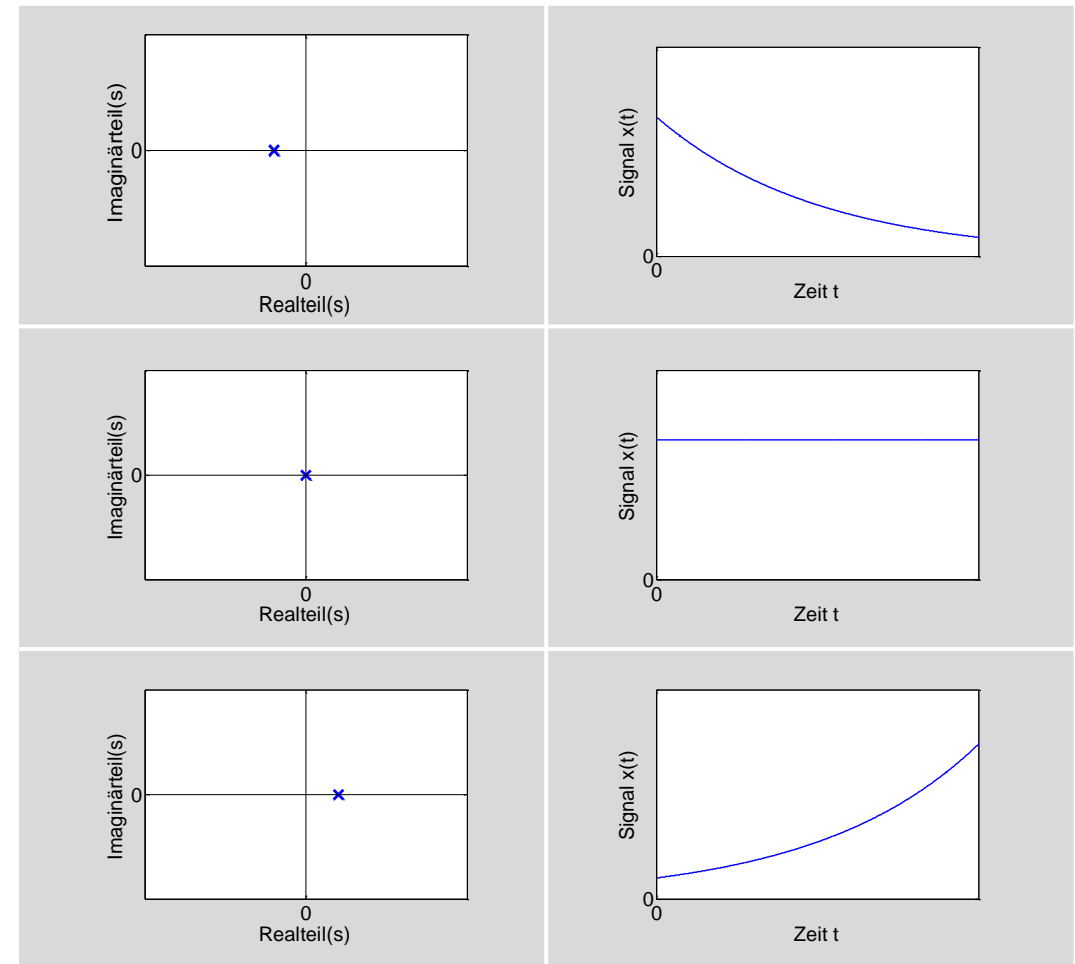 Imaginärteil(s)
0
0
Realteil(s)
Signal x(t)
0
0
Zeit t
Imaginärteil(s)
0
0
Realteil(s)
Signal x(t)
0
0
Zeit t
Imaginärteil(s)
0
0
Realteil(s)
Signal x(t)
0
0
Zeit t